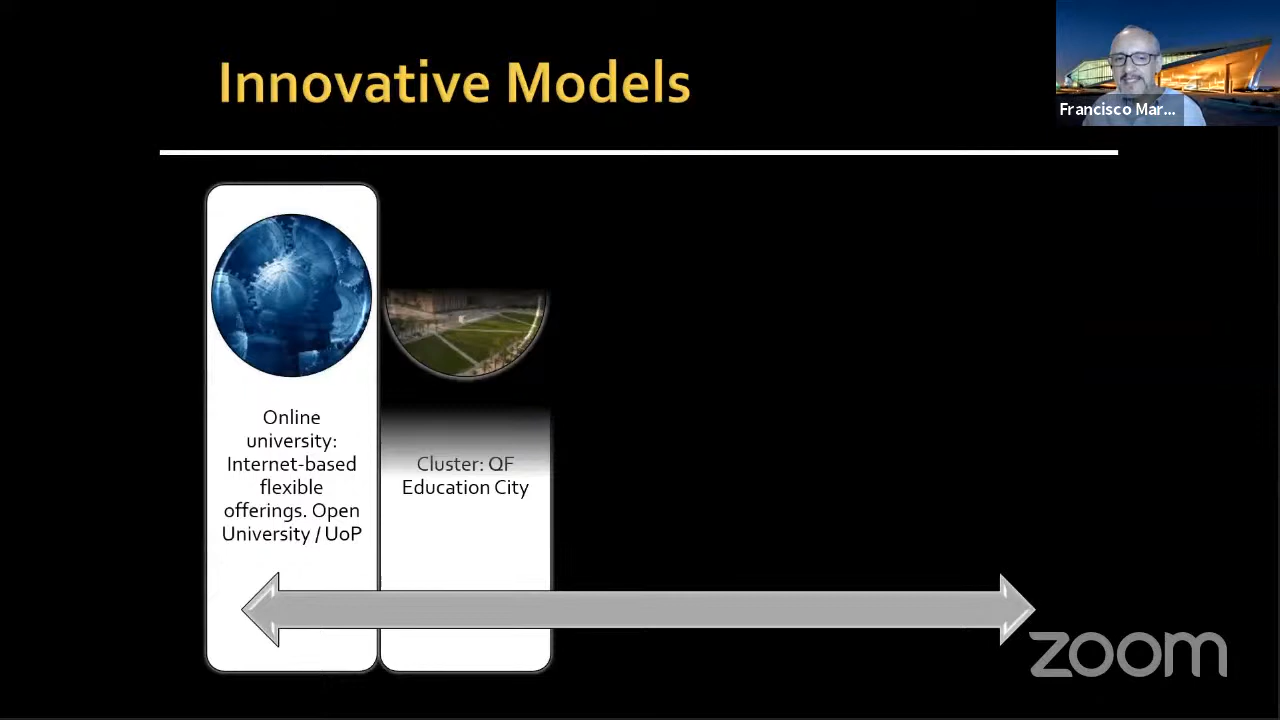 Innovative Models
Francisco Mar...
Online
university:
Internet-based
flexible
offerings. Open
University / UoP
Cluster: QF
Education City
zoom